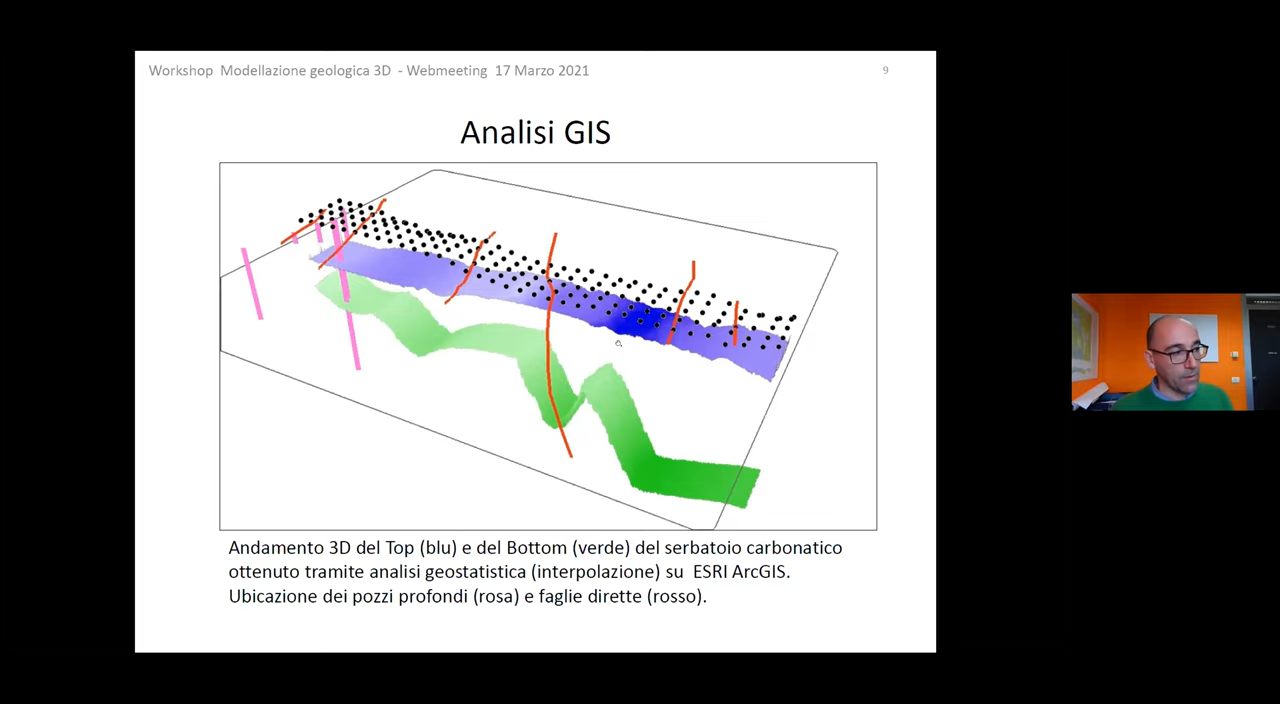 Workshop Modellazione geologica 3D - Webmeeting 17 Marzo 2021
9
Analisi GIS
Andamento 3D del Top (blu) e del Bottom (verde) del serbatoio carbonatico
ottenuto tramite analisi geostatistica (interpolazione) su ESRI ArcGIS.
Ubicazione dei pozzi profondi (rosa) e faglie dirette (rosso).